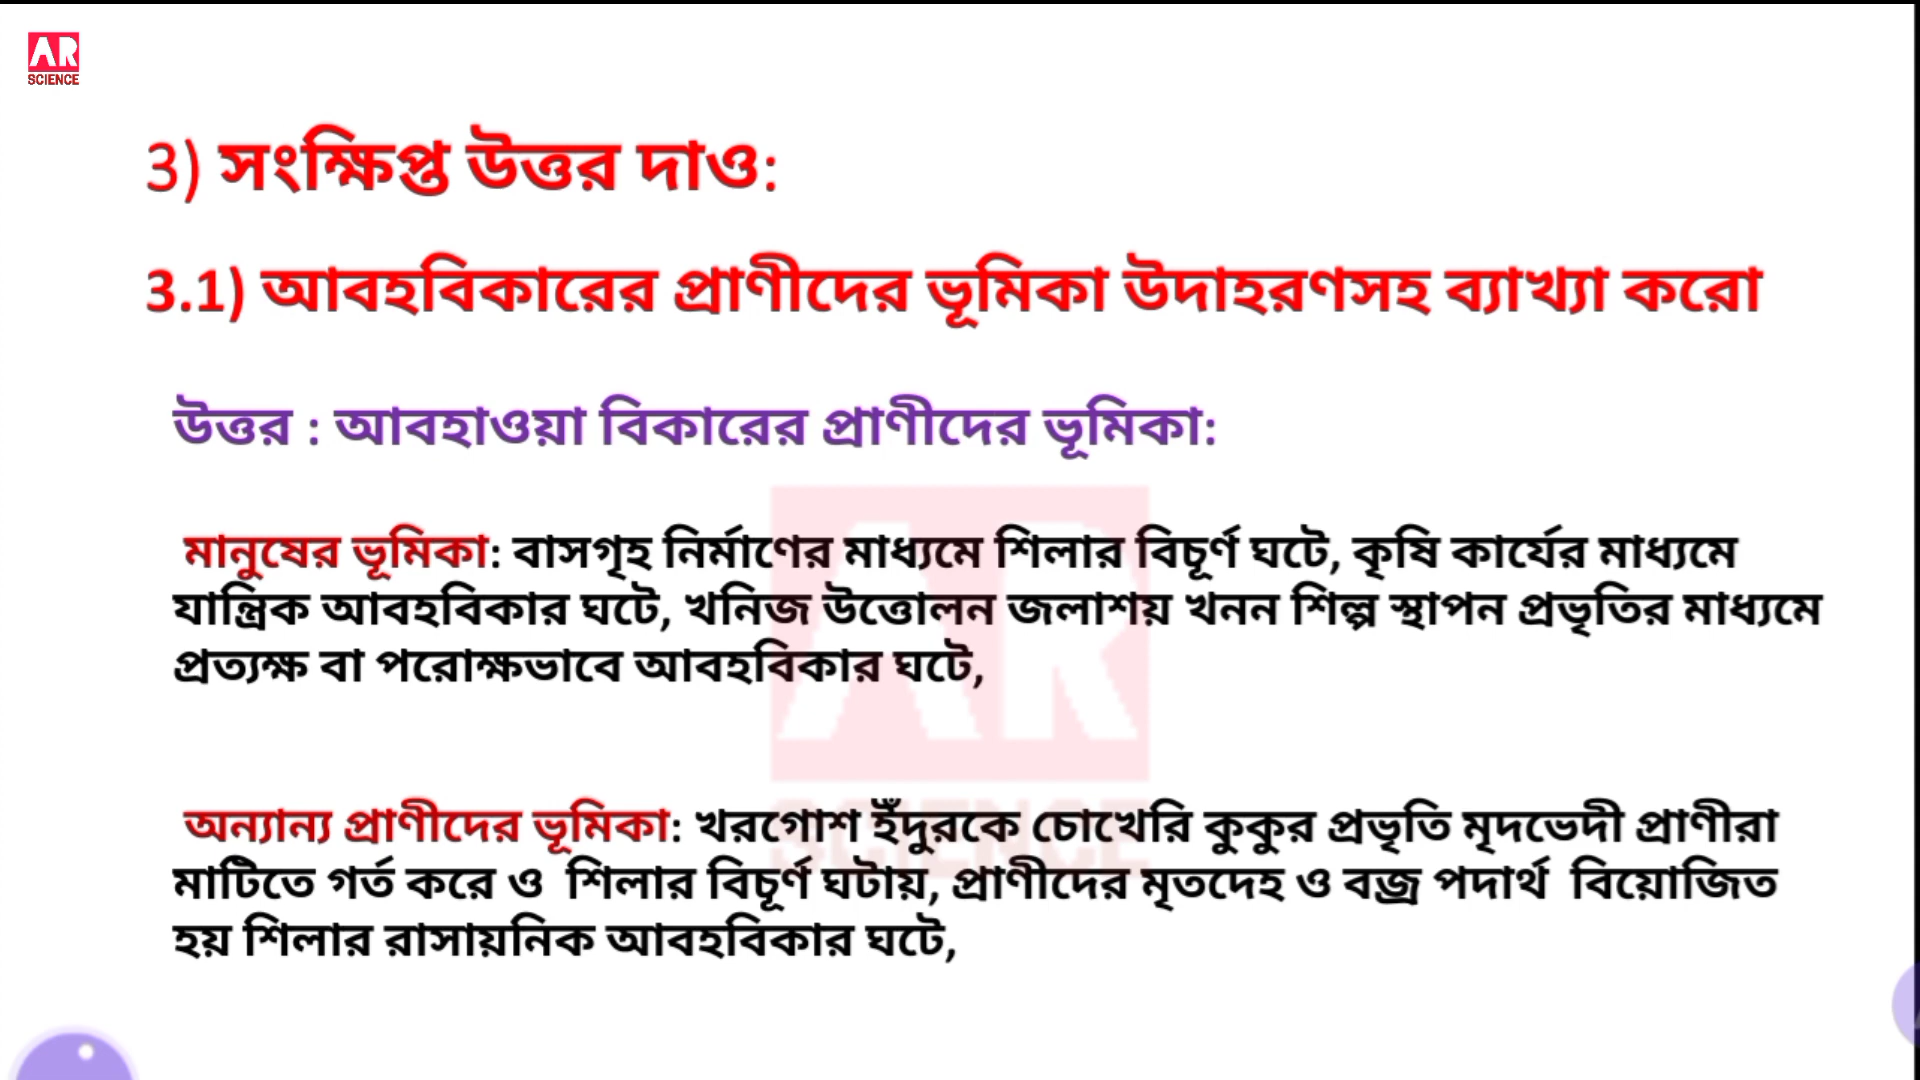 AR
SCIENCE
3) সংক্ষিপ্ত উত্তর দাও:
3.1) আবহবিকারের প্রাণীদের ভূমিকা উদাহরণসহ ব্যাখ্যা করো
উত্তর : আবহাওয়া বিকারের প্রাণীদের ভূমিকা:
মানুষের ভূমিকা: বাসগৃহ নির্মাণের মাধ্যমে শিলার বিচূর্ণ ঘটে, কৃষি কার্যের মাধ্যমে
যান্ত্রিক আবহবিকার ঘটে, খনিজ উত্তোলন জলাশয় খনন শিল্প স্থাপন প্রভৃতির মাধ্যমে
প্রত্যক্ষ বা পরোক্ষভাবে আবহবিকার ঘটে,
অন্যান্য প্রাণীদের ভূমিকা: খরগোশ ইঁদুরকে চোখেরি কুকুর প্রভৃতি মৃদভেদী প্রাণীরা
মাটিতে গর্ত করে ও শিলার বিচূর্ণ ঘটায়, প্রাণীদের মৃতদেহ ও বজ্র পদার্থ বিয়োজিত
হয় শিলার রাসায়নিক আবহবিকার ঘটে,
AR
SCIENCE